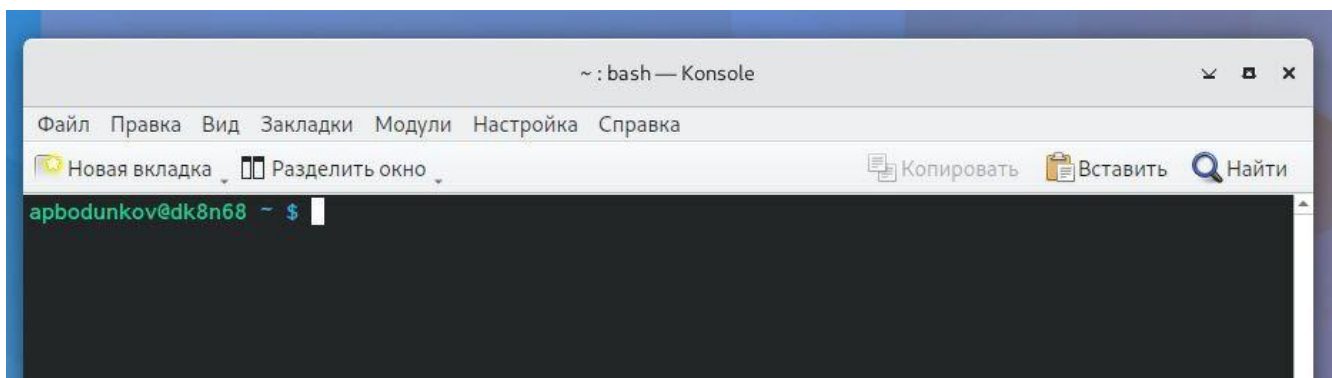 ~ : bash — Konsole
Файл Правка Вид Закладки Модули Настройка Справка
Новая вкладка Разделить окно Копировать Вставить Найти
apbodunkov@dk8n68 ~ $